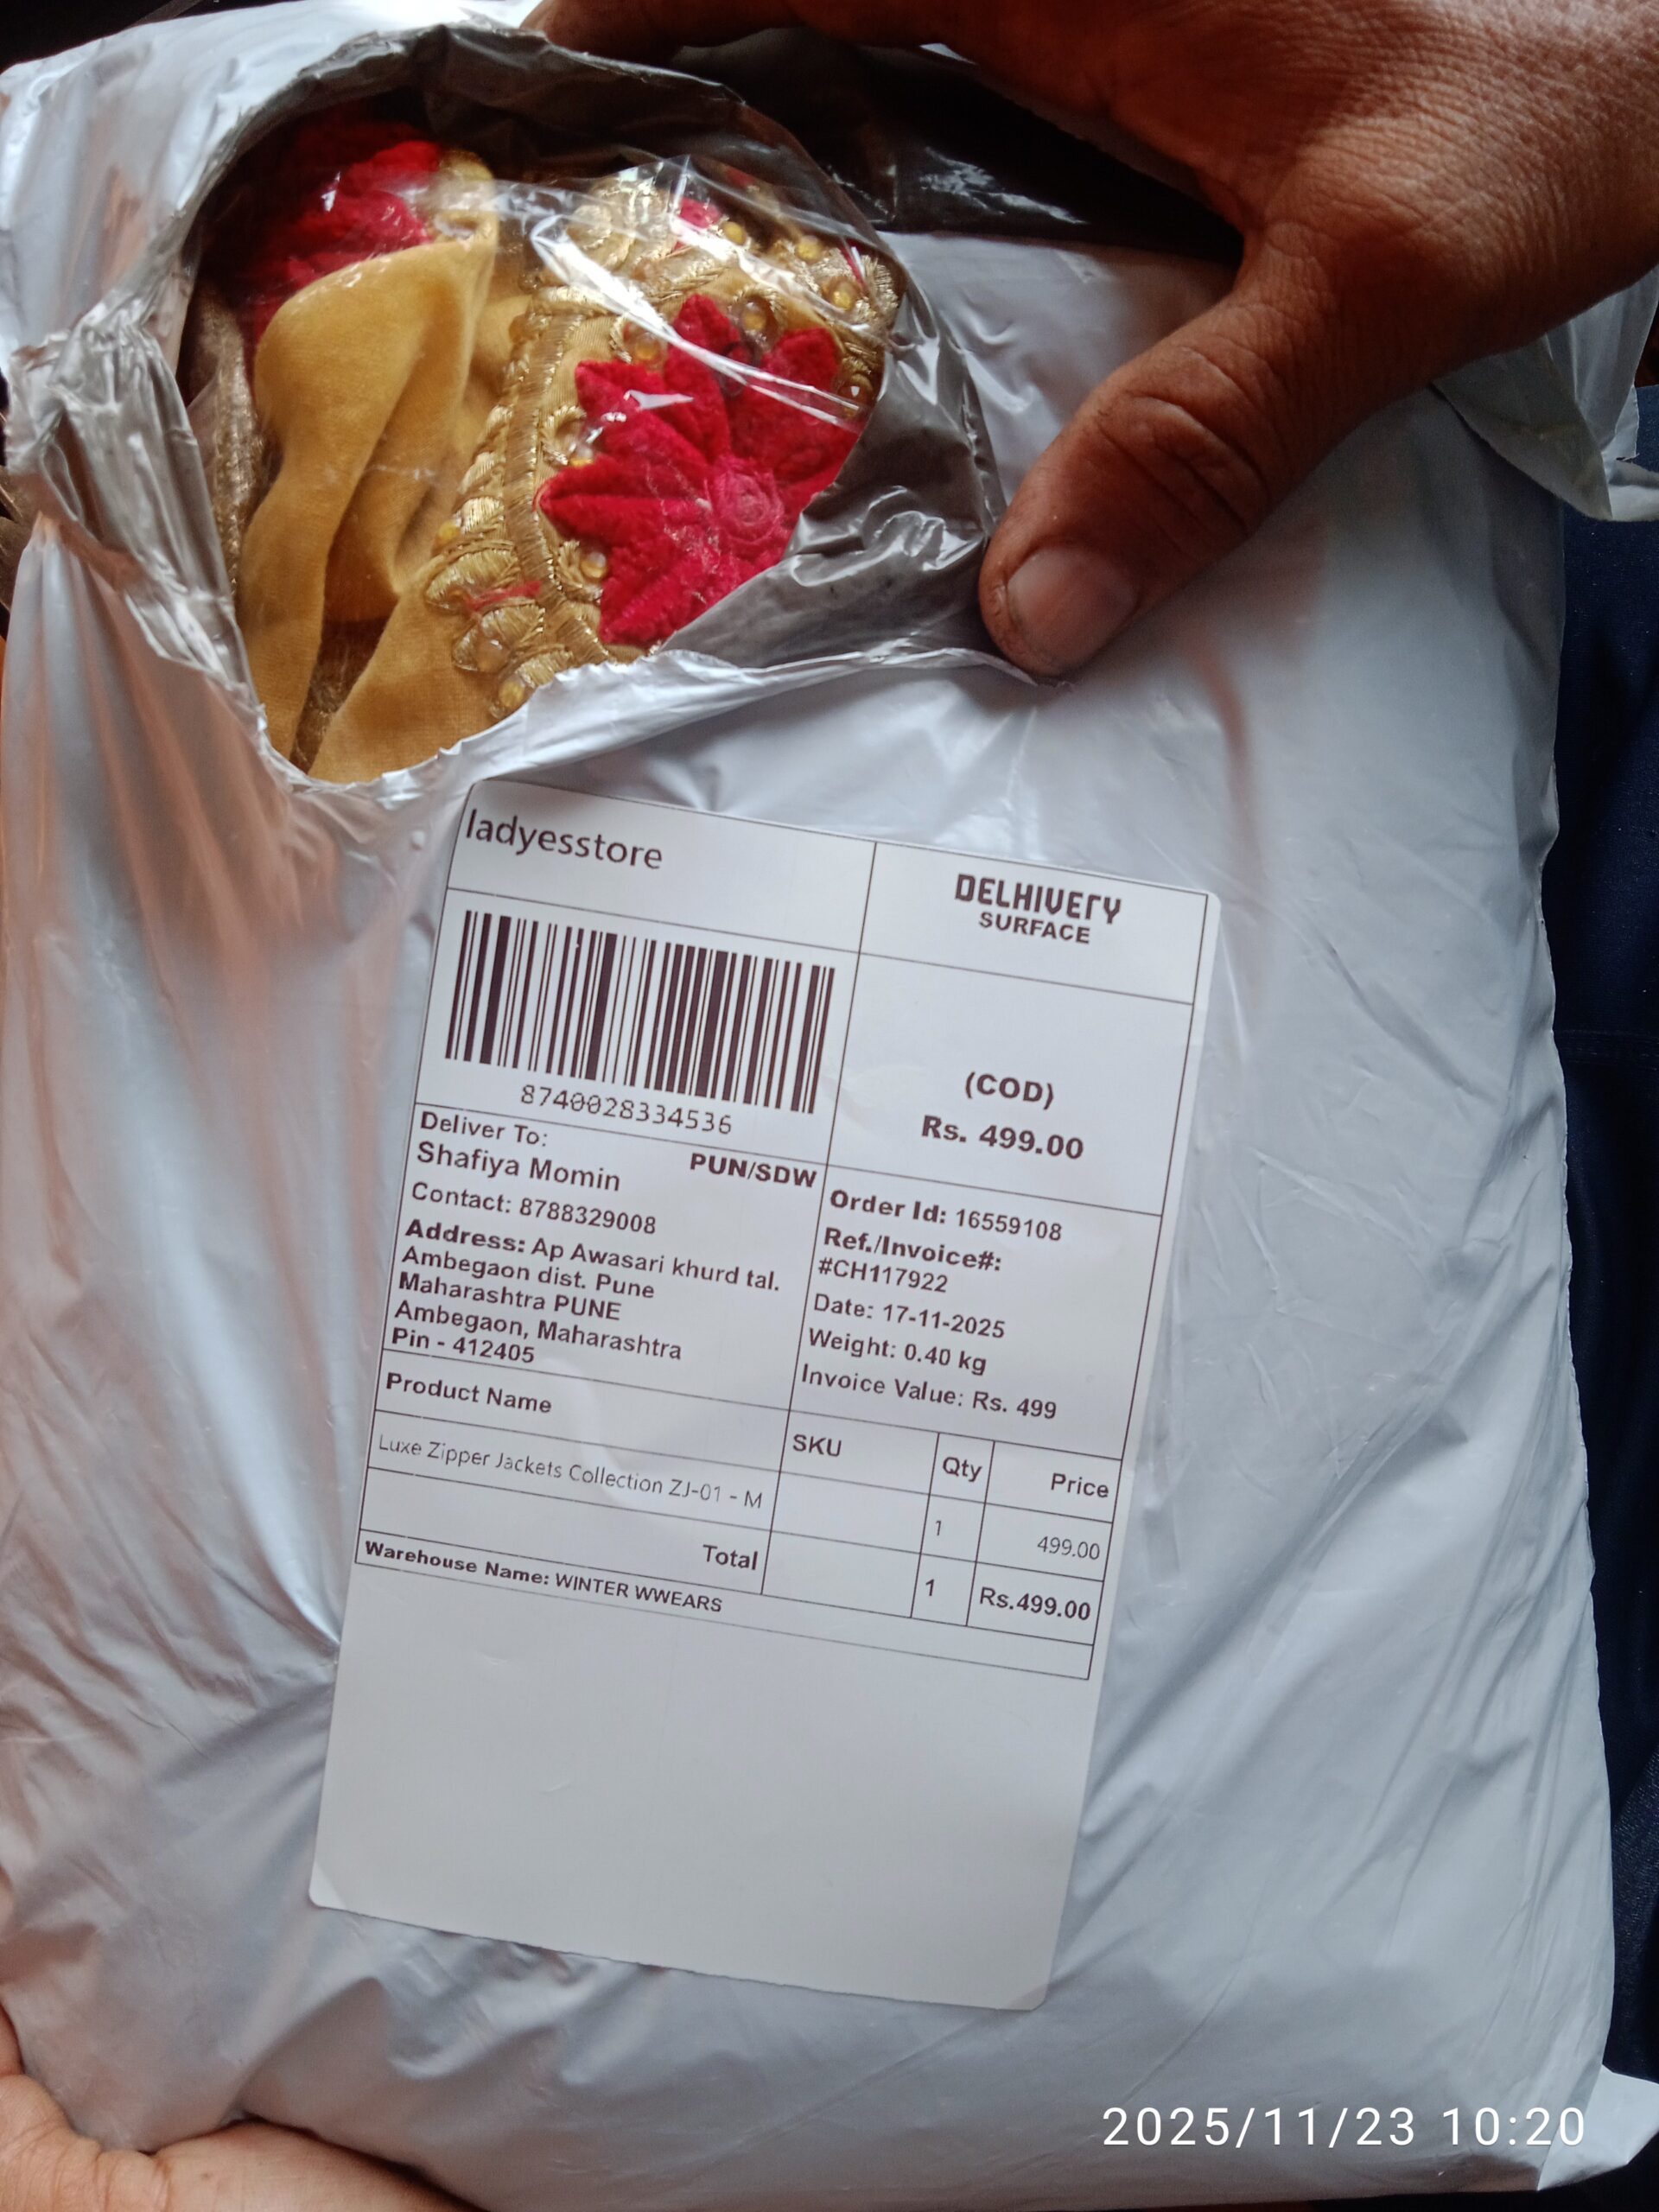 ladyesstore
DELHIVERY
SURFACE
8740028334536
(COD)
Rs. 499.00
Deliver To:
PUN/SDW
Shafiya Momin
Contact: 8788329008
Address: Ap Awasari khurd tal.
Ambegaon dist. Pune
Maharashtra PUNE
Ambegaon, Maharashtra
Pin - 412405
Order Id: 16559108
Ref./Invoice#:
#CH117922
Date: 17-11-2025
Weight: 0.40 kg
Invoice Value: Rs. 499
Product Name SKU Qty Price
Luxe Zipper Jackets Collection ZJ-01 - M 1 499.00
Total 1 Rs.499.00
Warehouse Name: WINTER WWEARS
2025/11/23 10:20